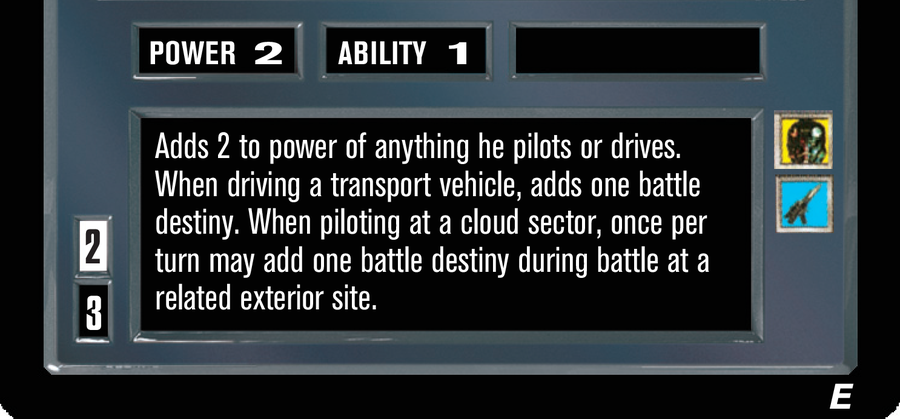 POWER 2 ABILITY 1
Adds 2 to power of anything he pilots or drives.
When driving a transport vehicle, adds one battle
destiny. When piloting at a cloud sector, once per
turn may add one battle destiny during battle at a
related exterior site.
2
3
E